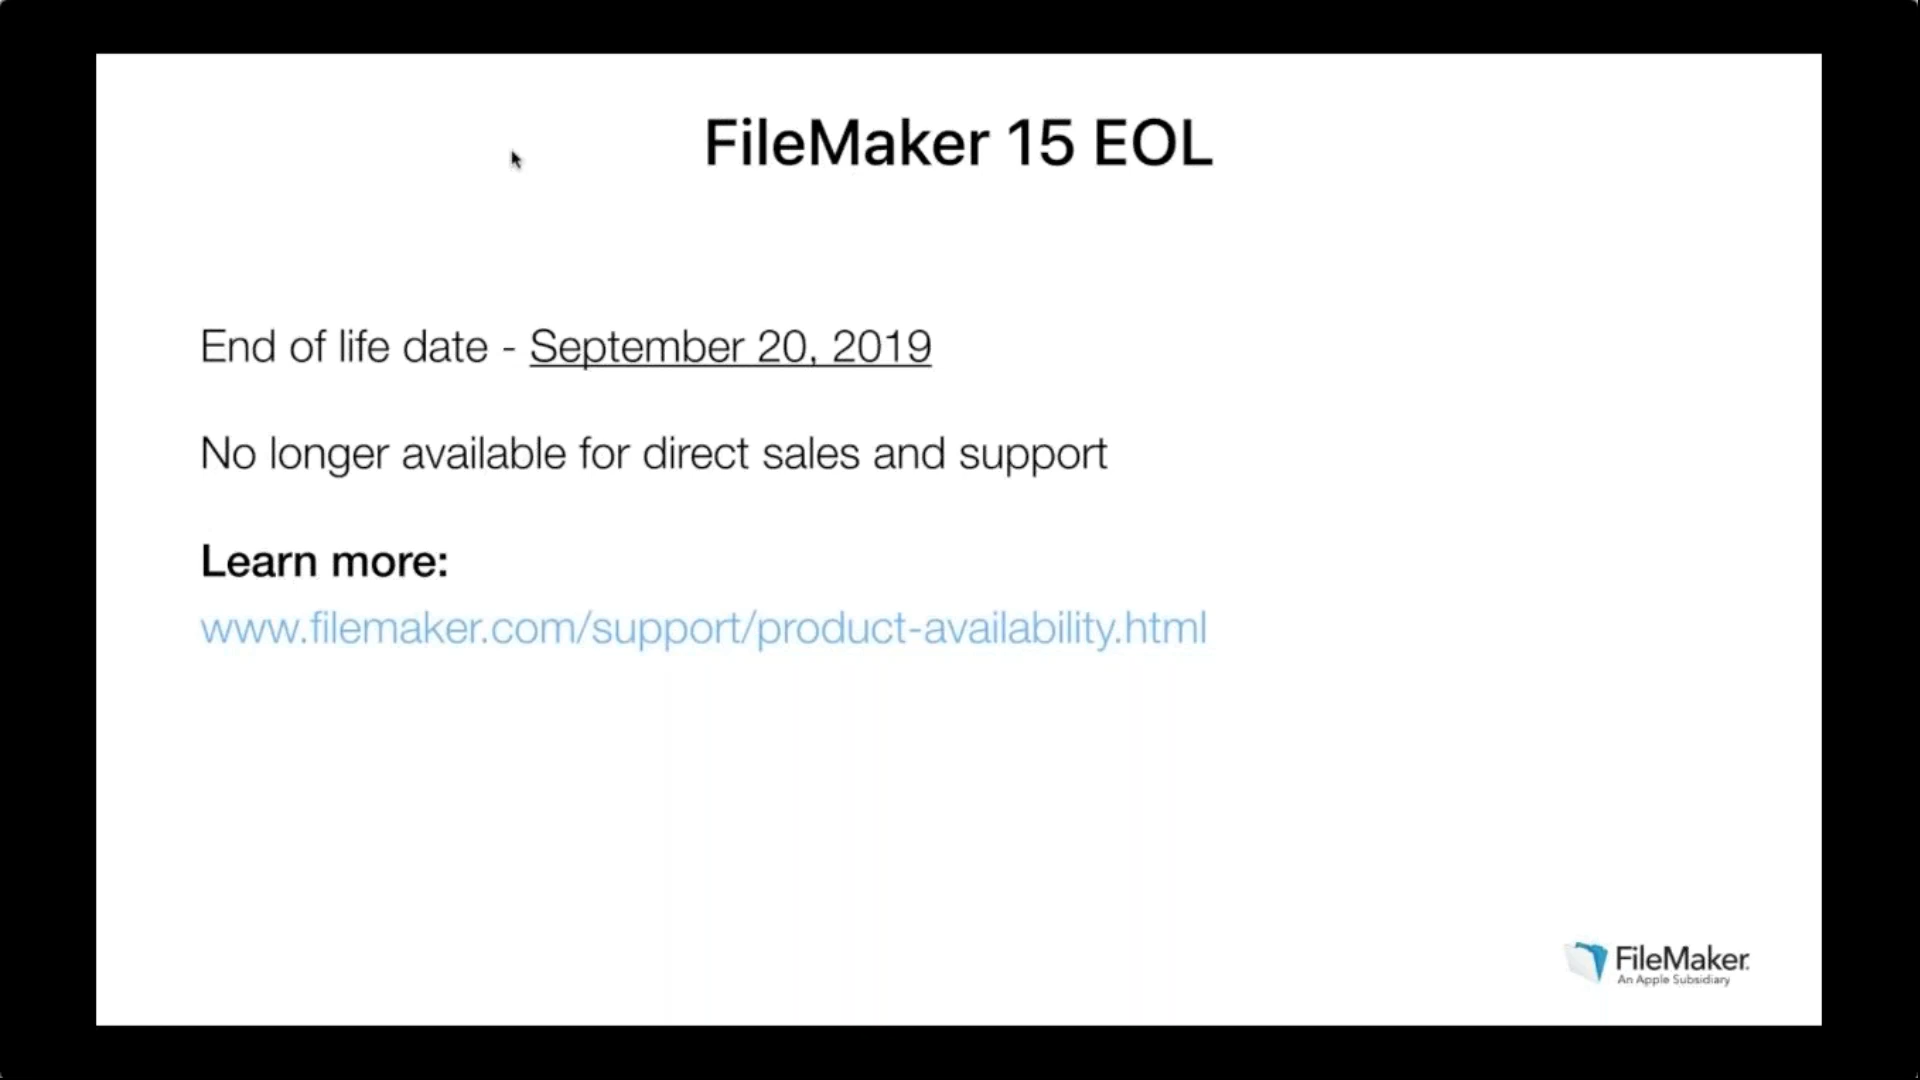 FileMaker 15 EOL
End of life date - September 20, 2019
No longer available for direct sales and support
Learn more:
www.filemaker.com/support/product-availability.html
FileMaker.
An Apple Subsidiary